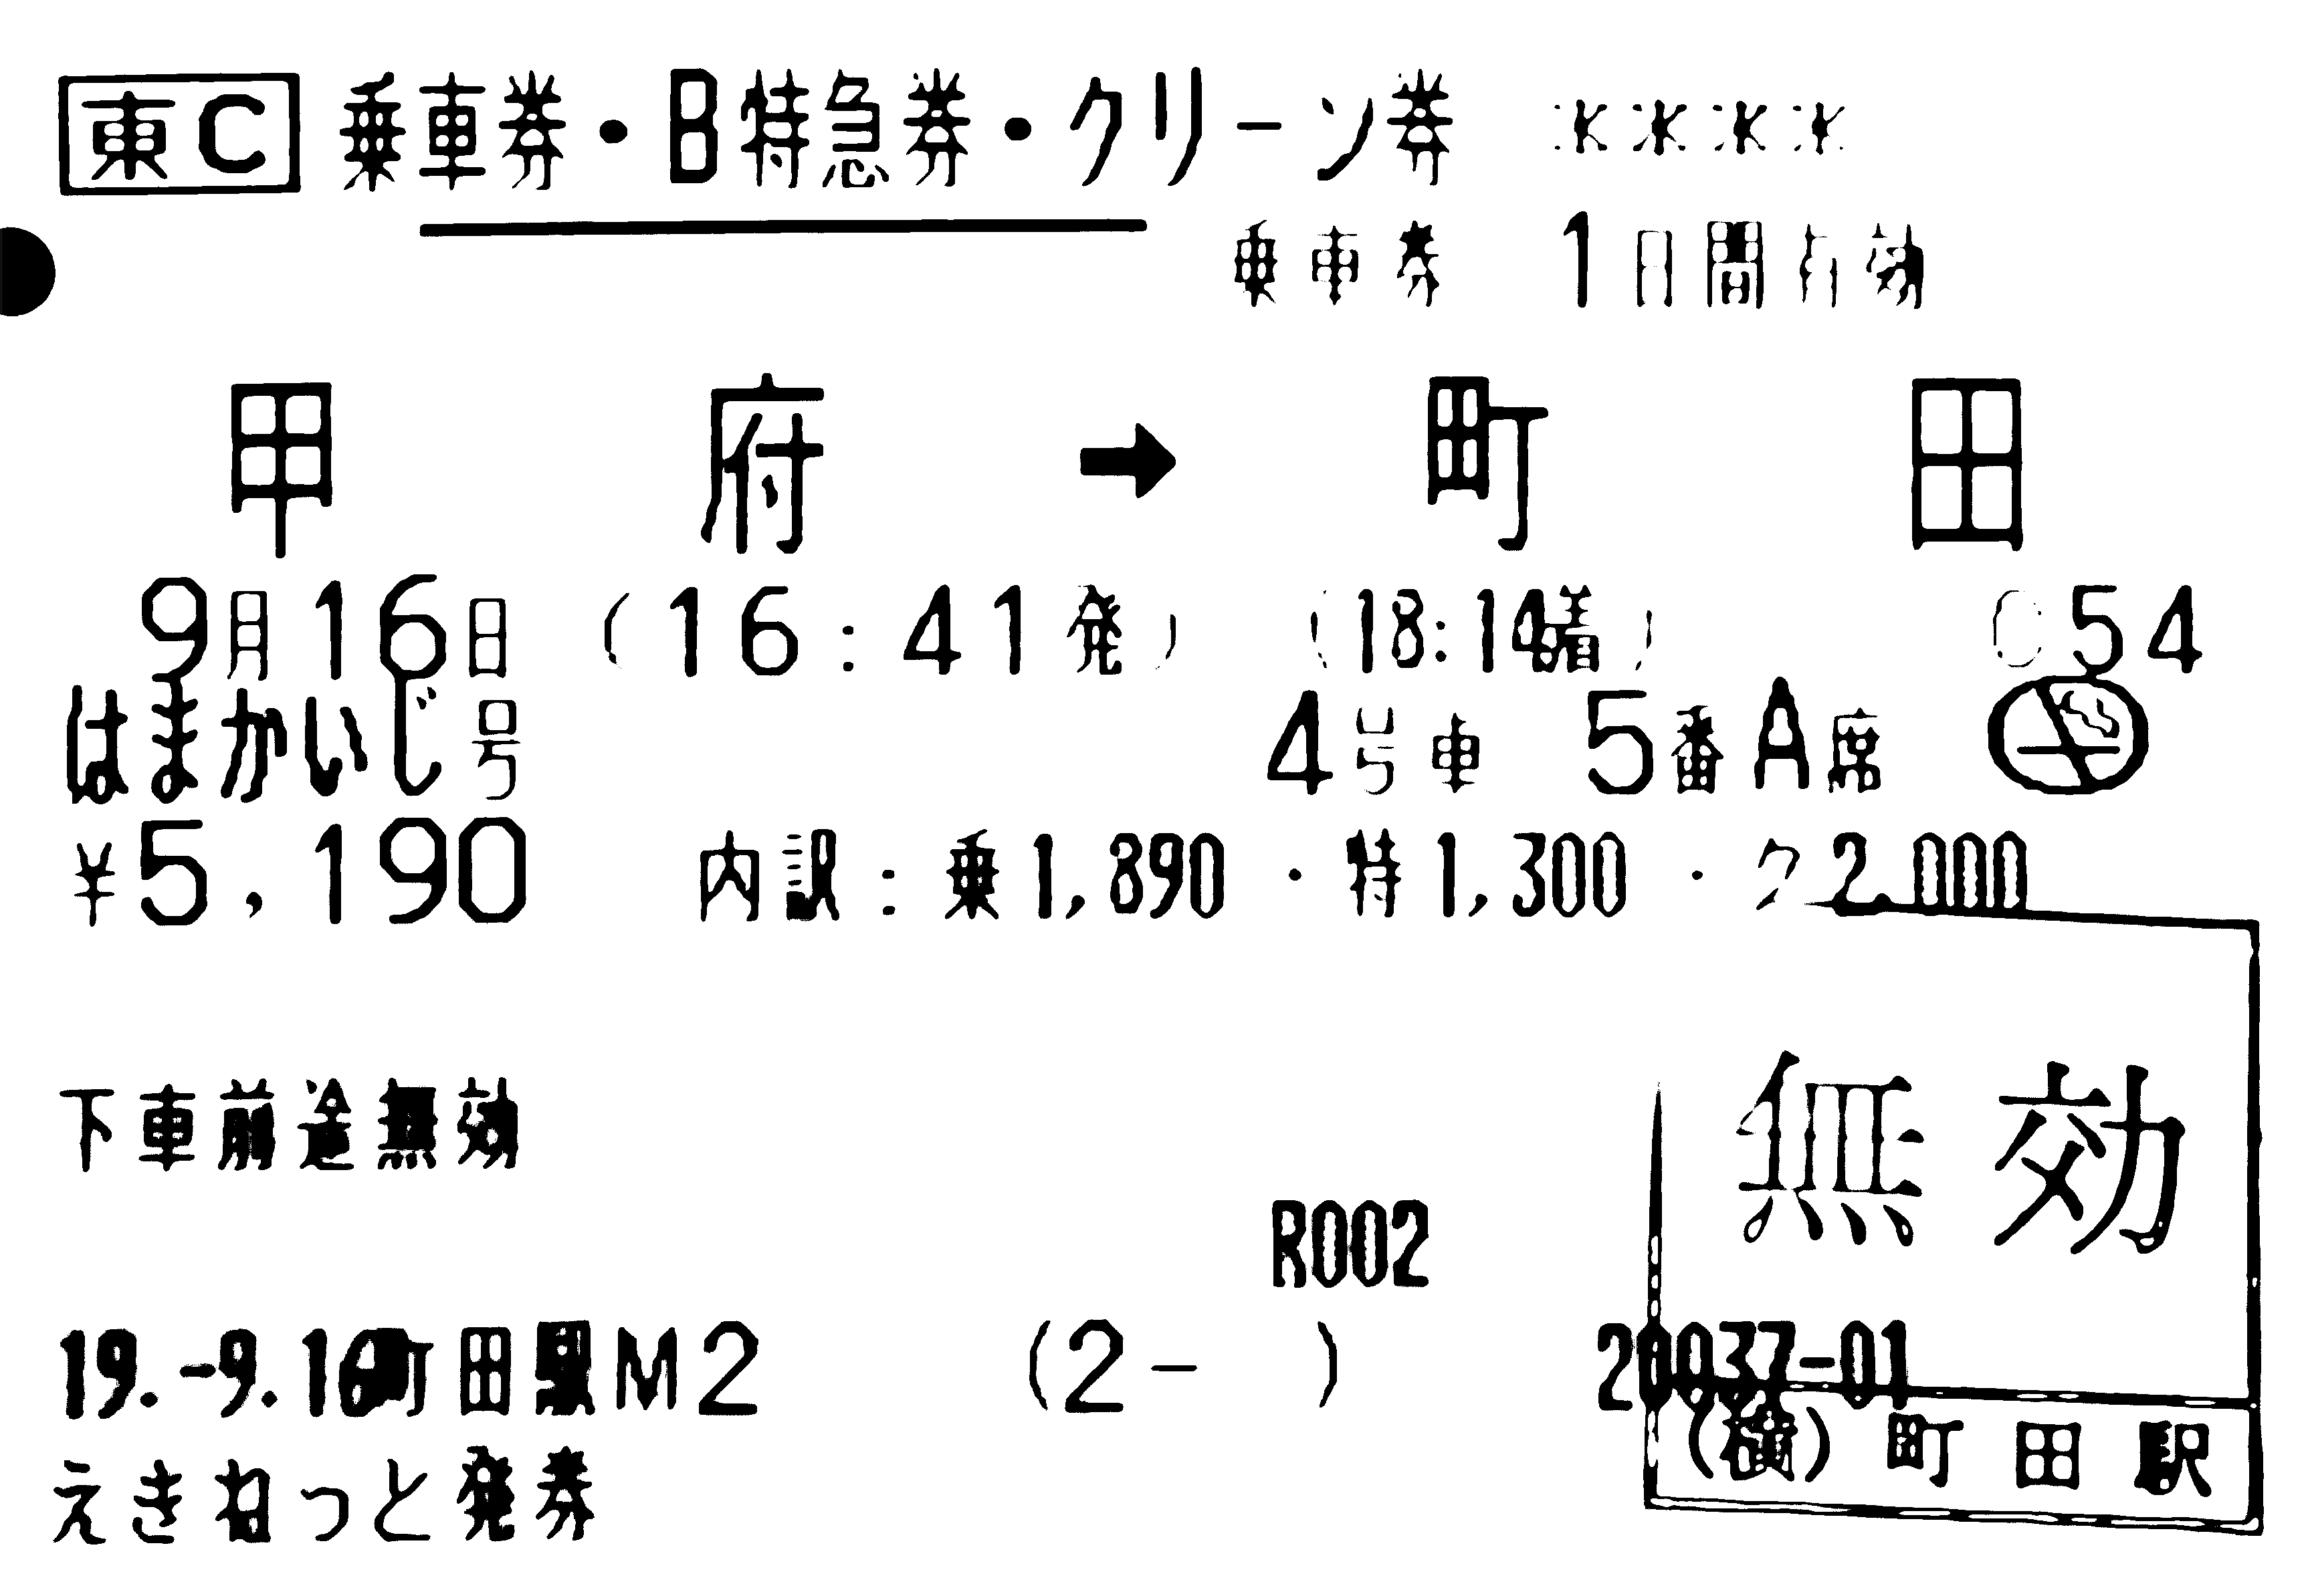 東C 乗車券・B特急券・グリーン券 ※※※※
乗車券 1日間有効
甲府 → 町田
9月16日 (16:41発) (18:14着) C54
はまかいじ号 4号車 5番A席
¥5,190 内訳:乗1,890・特1,300・グ2,000
下車前途無効
R002
19.-9.16町田駅M2 (2- ) 20037-01
えきねっと発券
無効
(横)町田駅